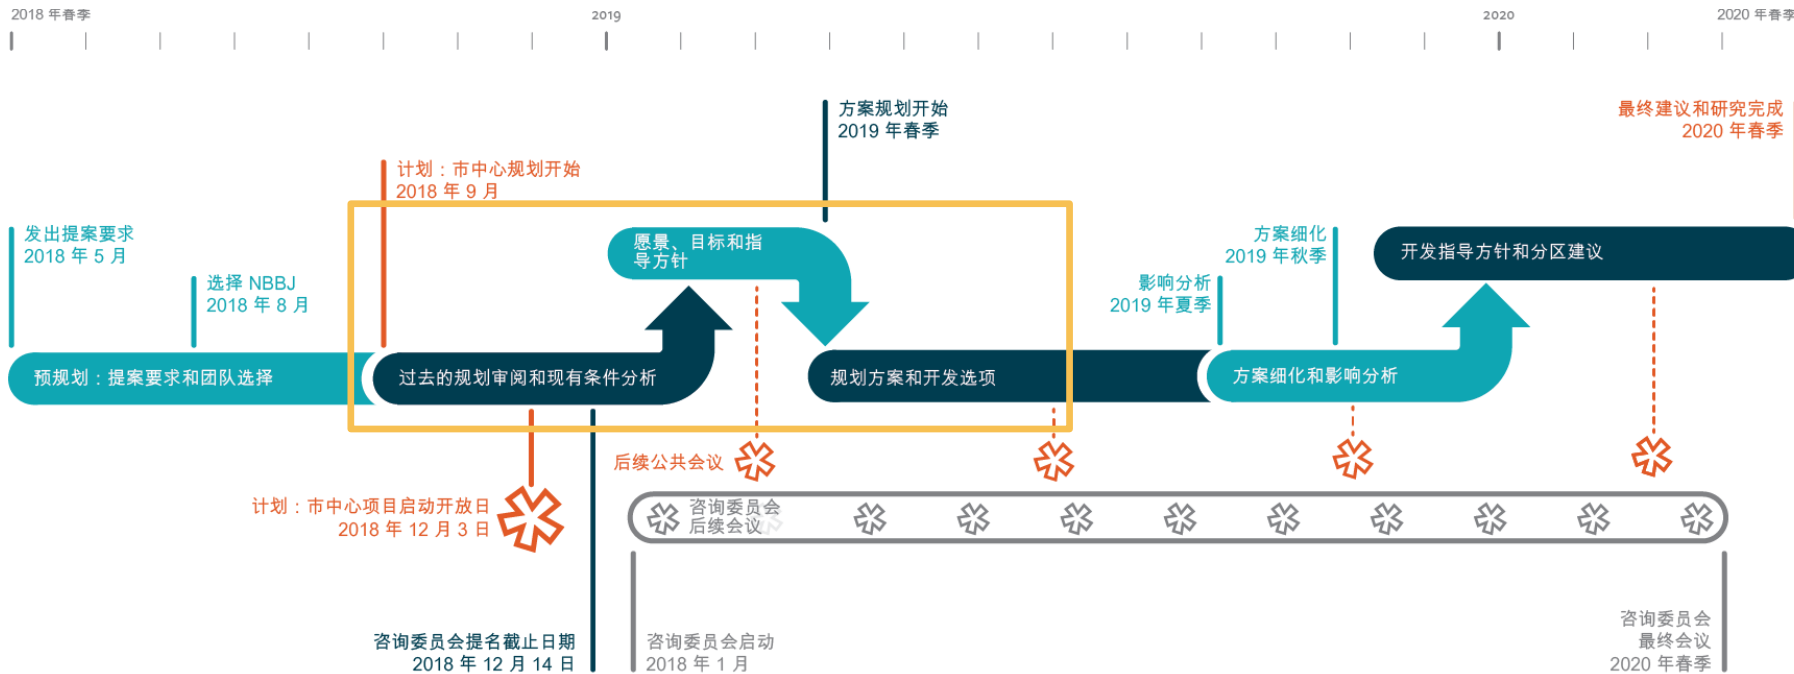 2018 年春季
2019
2020
2020 年春季
方案规划开始
2019 年春季
最终建议和研究完成
2020 年春季
计划：市中心规划开始
2018 年 9 月
发出提案要求
2018 年 5 月
选择 NBBJ
2018 年 8 月
愿景、目标和指
导方针
方案细化
2019 年秋季
影响分析
2019 年夏季
开发指导方针和分区建议
预规划：提案要求和团队选择
过去的规划审阅和现有条件分析
规划方案和开发选项
方案细化和影响分析
后续公共会议
计划：市中心项目启动开放日
2018 年 12 月 3 日
咨询委员会
后续会议
咨询委员会提名截止日期
2018 年 12 月 14 日
咨询委员会启动
2018 年 1 月
咨询委员会
最终会议
2020 年春季